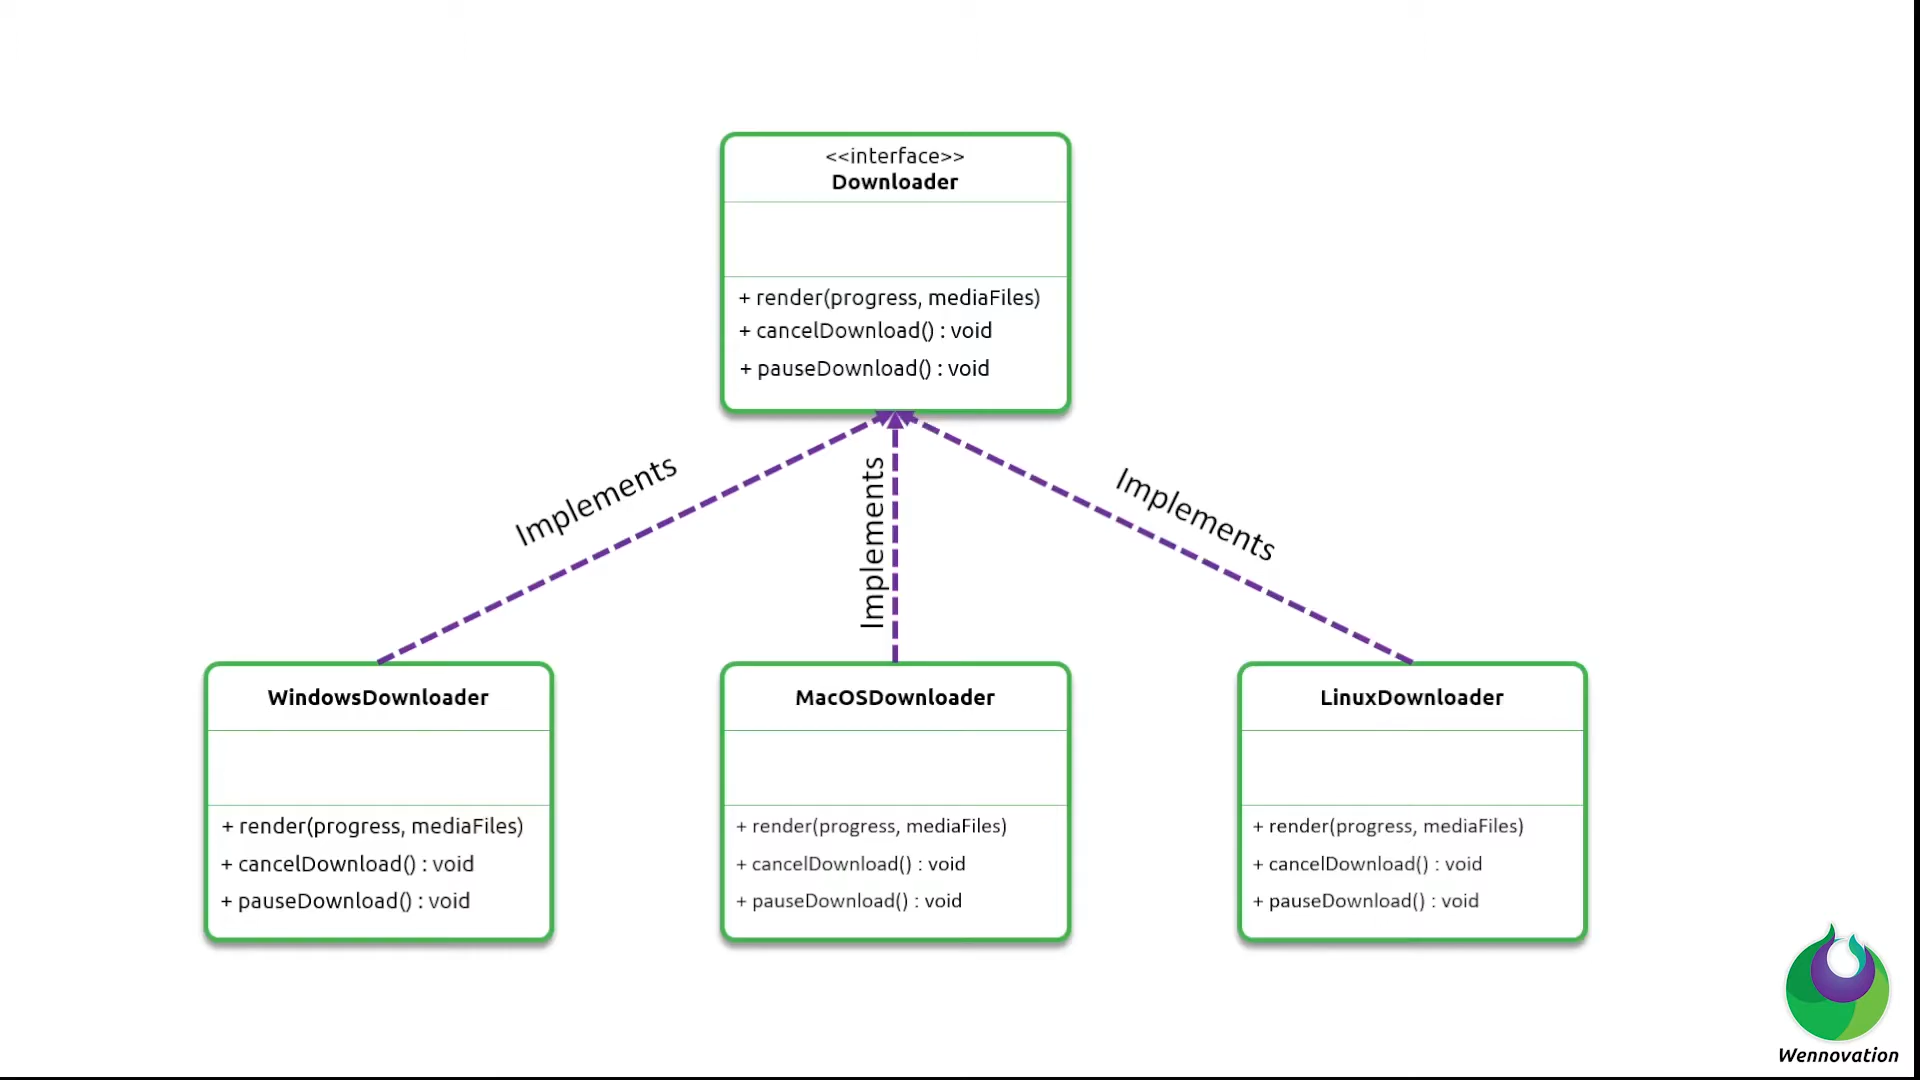 <<interface>>
Downloader
+ render(progress, mediaFiles)
+ cancelDownload() : void
+ pauseDownload() : void
Implements
Implements
Implements
WindowsDownloader
+ render(progress, mediaFiles)
+ cancelDownload() : void
+ pauseDownload() : void
MacOSDownloader
+ render(progress, mediaFiles)
+ cancelDownload() : void
+ pauseDownload() : void
LinuxDownloader
+ render(progress, mediaFiles)
+ cancelDownload() : void
+ pauseDownload() : void
Wennovation